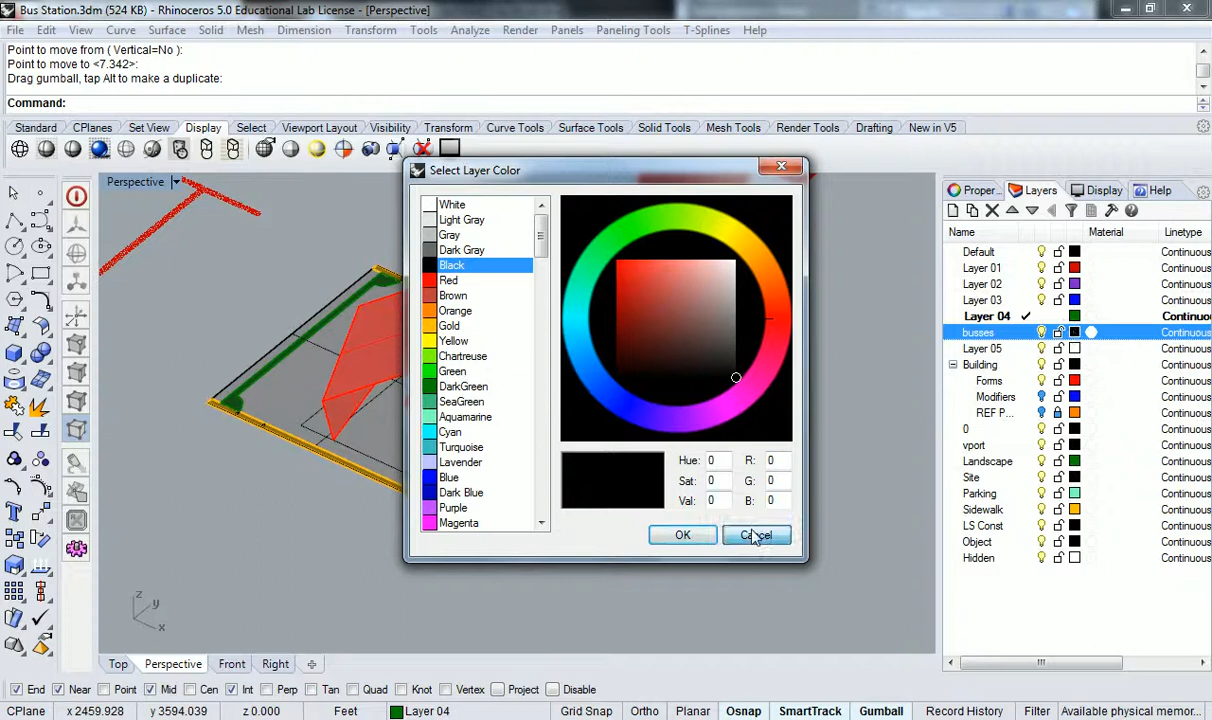 Bus Station.3dm (524 KB) - Rhinoceros 5.0 Educational Lab License - [Perspective]
File Edit View Curve Surface Solid Mesh Dimension Transform Tools Analyze Render Panels Paneling Tools T-Splines Help
Point to move from ( Vertical=No ):
Point to move to <7.342>:
Drag gumball, tap Alt to make a duplicate:
Command:
Standard CPlanes Set View Display Select Viewport Layout Visibility Transform Curve Tools Surface Tools Solid Tools Mesh Tools Render Tools Drafting New in V5
Perspective
Select Layer Color
White
Light Gray
Gray
Dark Gray
Black
Red
Brown
Orange
Gold
Yellow
Chartreuse
Green
DarkGreen
SeaGreen
Aquamarine
Cyan
Turquoise
Lavender
Blue
Dark Blue
Purple
Magenta
Hue: 0 R: 0
Sat: 0 G: 0
Val: 0 B: 0
OK Cancel
Proper... Layers Display Help
Name Material Linetype
Default Continuous
Layer 01 Continuous
Layer 02 Continuous
Layer 03 Continuous
Layer 04 Continuo
busses Continuous
Layer 05 Continuous
Building Continuous
Forms Continuous
Modifiers Continuous
REF P... Continuous
0 Continuous
vport Continuous
Landscape Continuous
Site Continuous
Parking Continuous
Sidewalk Continuous
LS Const Continuous
Object Continuous
Hidden Continuous
z
y
x
Top Perspective Front Right
End Near Point Mid Cen Int Perp Tan Quad Knot Vertex Project Disable
CPlane x 2459.928 y 3594.039 z 0.000 Feet Layer 04 Grid Snap Ortho Planar Osnap SmartTrack Gumball Record History Filter Available physical memor